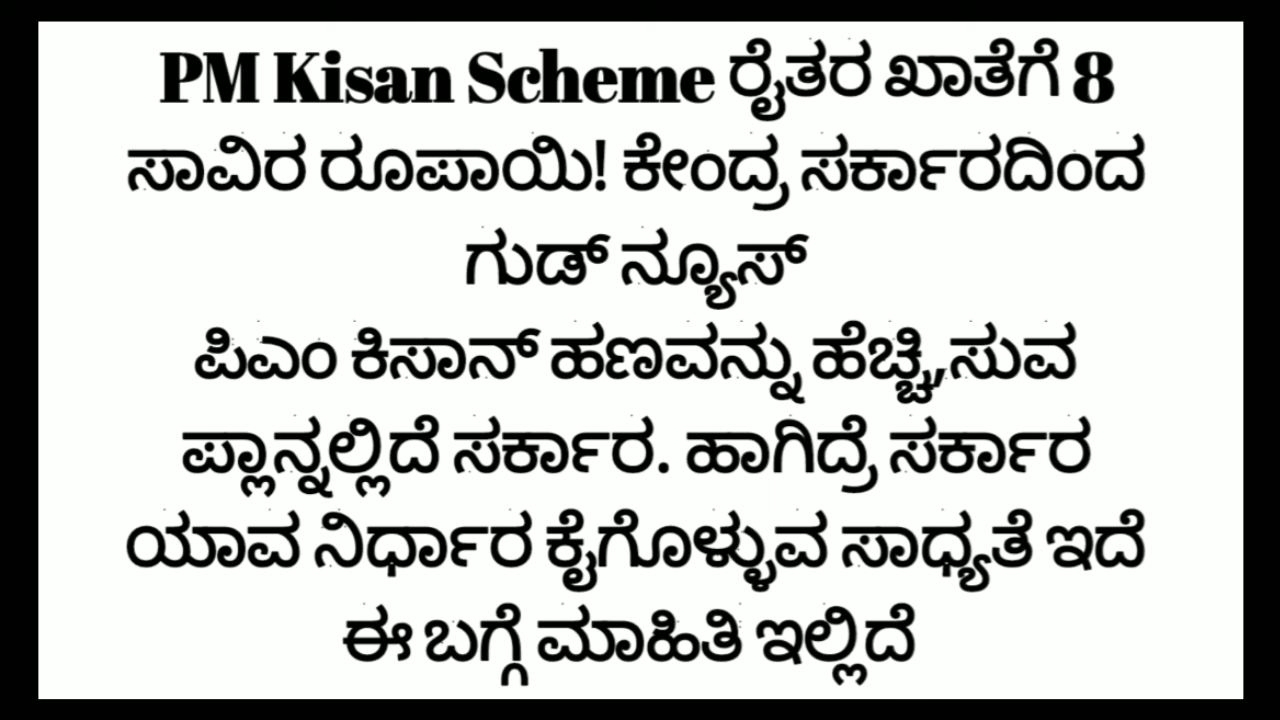 PM Kisan Scheme ರೈತರ ಖಾತೆಗೆ 8
ಸಾವಿರ ರೂಪಾಯಿ! ಕೇಂದ್ರ ಸರ್ಕಾರದಿಂದ
ಗುಡ್ ನ್ಯೂಸ್
ಪಿಎಂ ಕಿಸಾನ್ ಹಣವನ್ನು ಹೆಚ್ಚಿ,ಸುವ
ಪ್ಲಾನ್ನಲ್ಲಿದೆ ಸರ್ಕಾರ. ಹಾಗಿದ್ರೆ ಸರ್ಕಾರ
ಯಾವ ನಿರ್ಧಾರ ಕೈಗೊಳ್ಳುವ ಸಾಧ್ಯತೆ ಇದೆ
ಈ ಬಗ್ಗೆ ಮಾಹಿತಿ ಇಲ್ಲಿದೆ